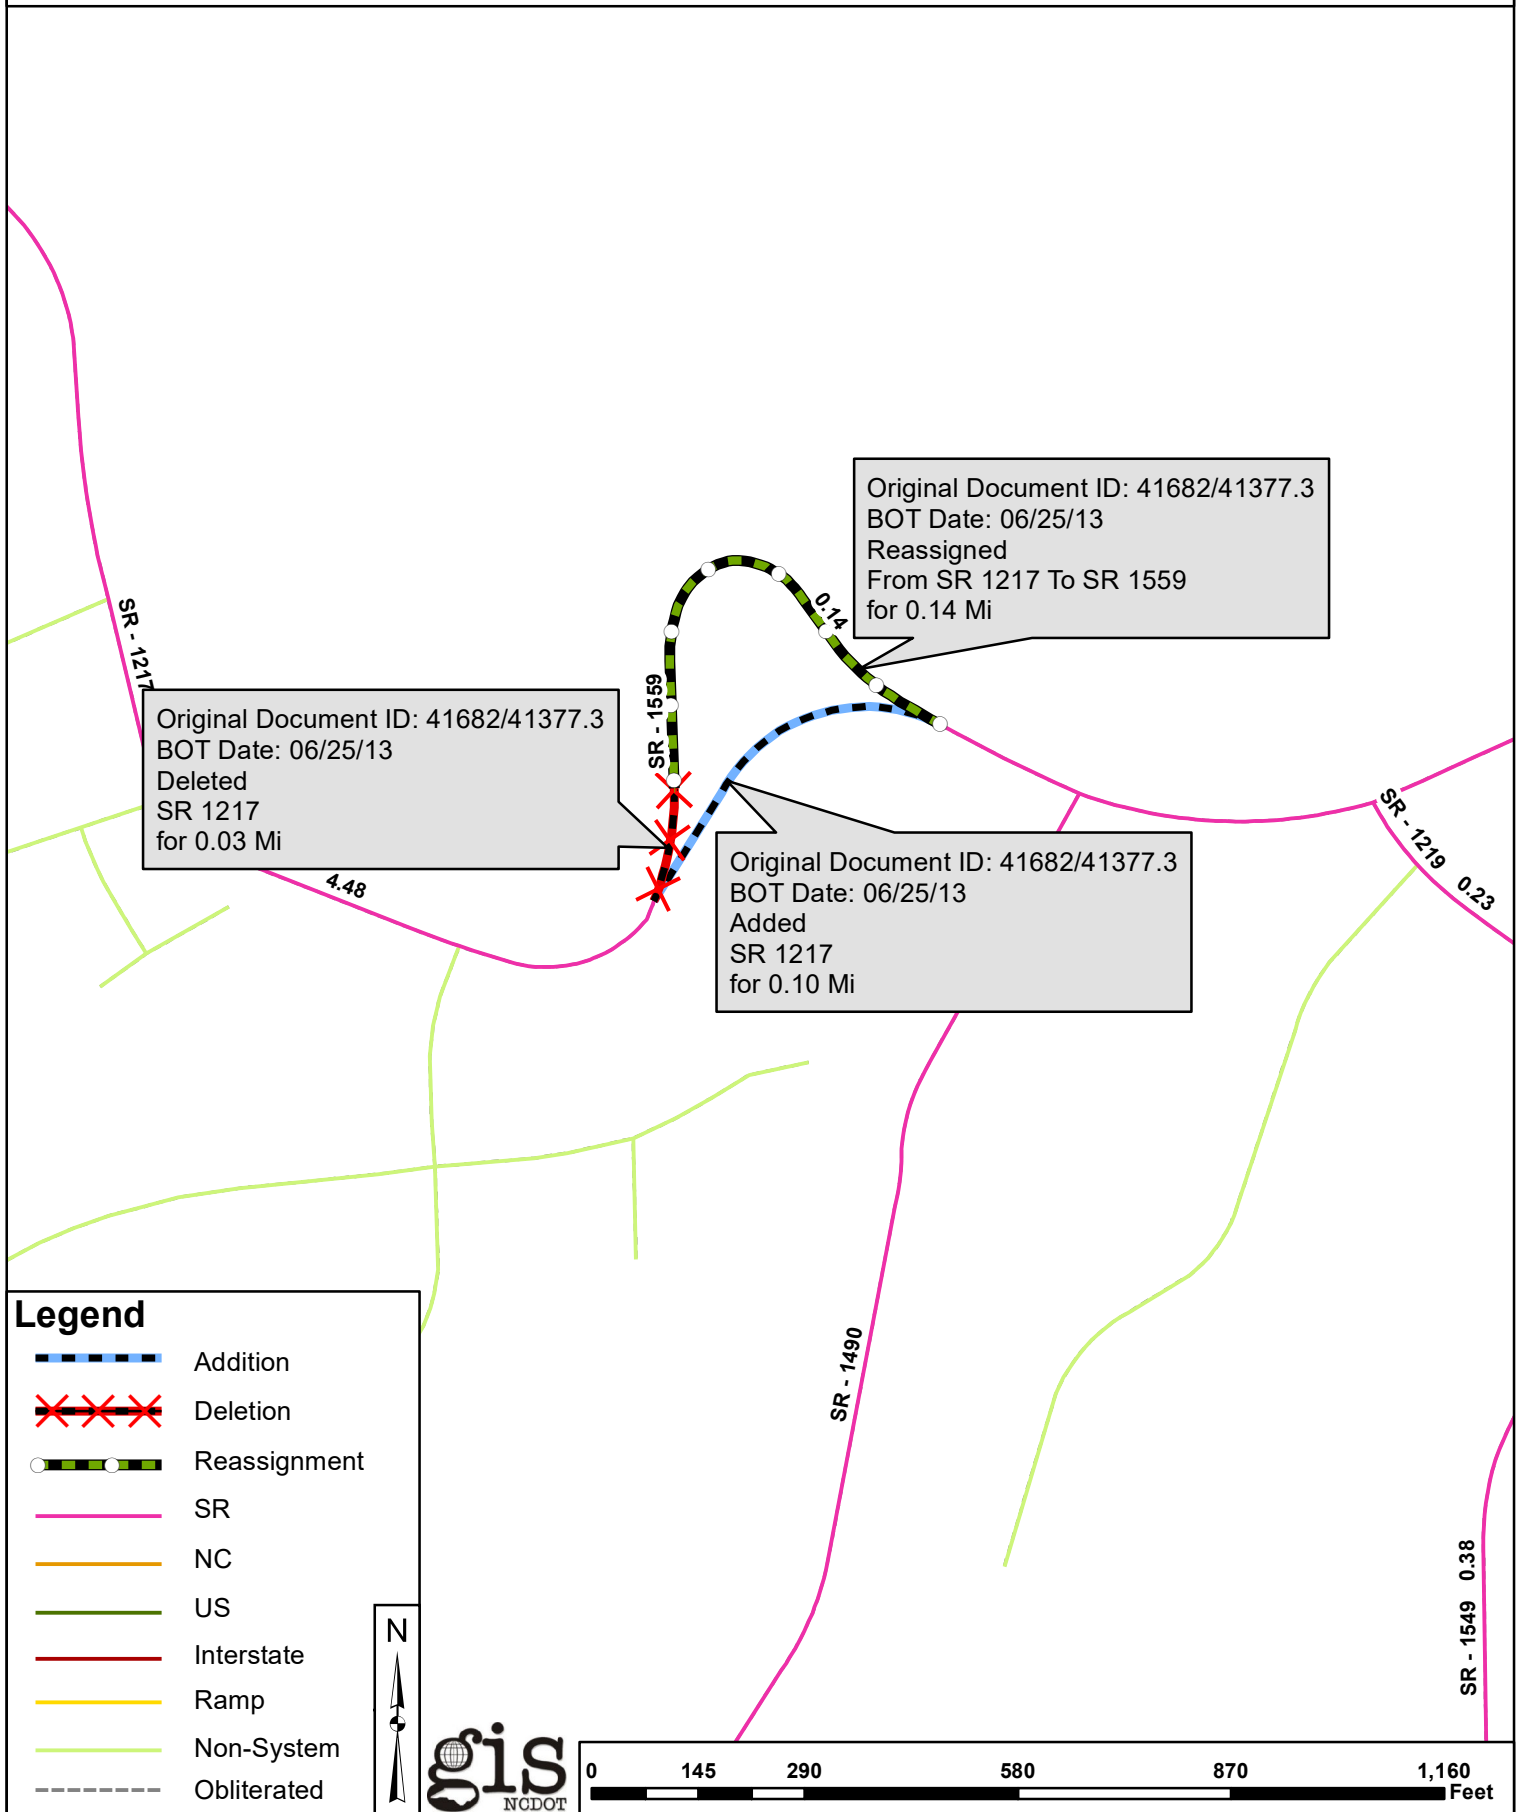 Original Document ID: 41682/41377.3
BOT Date: 06/25/13
Reassigned
From SR 1217 To SR 1559
for 0.14 Mi
0.14
SR - 1217
SR - 1559
Original Document ID: 41682/41377.3
BOT Date: 06/25/13
Deleted
SR 1217
for 0.03 Mi
4.48
Original Document ID: 41682/41377.3
BOT Date: 06/25/13
Added
SR 1217
for 0.10 Mi
SR - 1219 0.23
SR - 1490
SR - 1549 0.38
Legend
Addition
Deletion
Reassignment
SR
NC
US
Interstate
Ramp
Non-System
Obliterated
N
gis
NCDOT
0 145 290 580 870 1,160
Feet